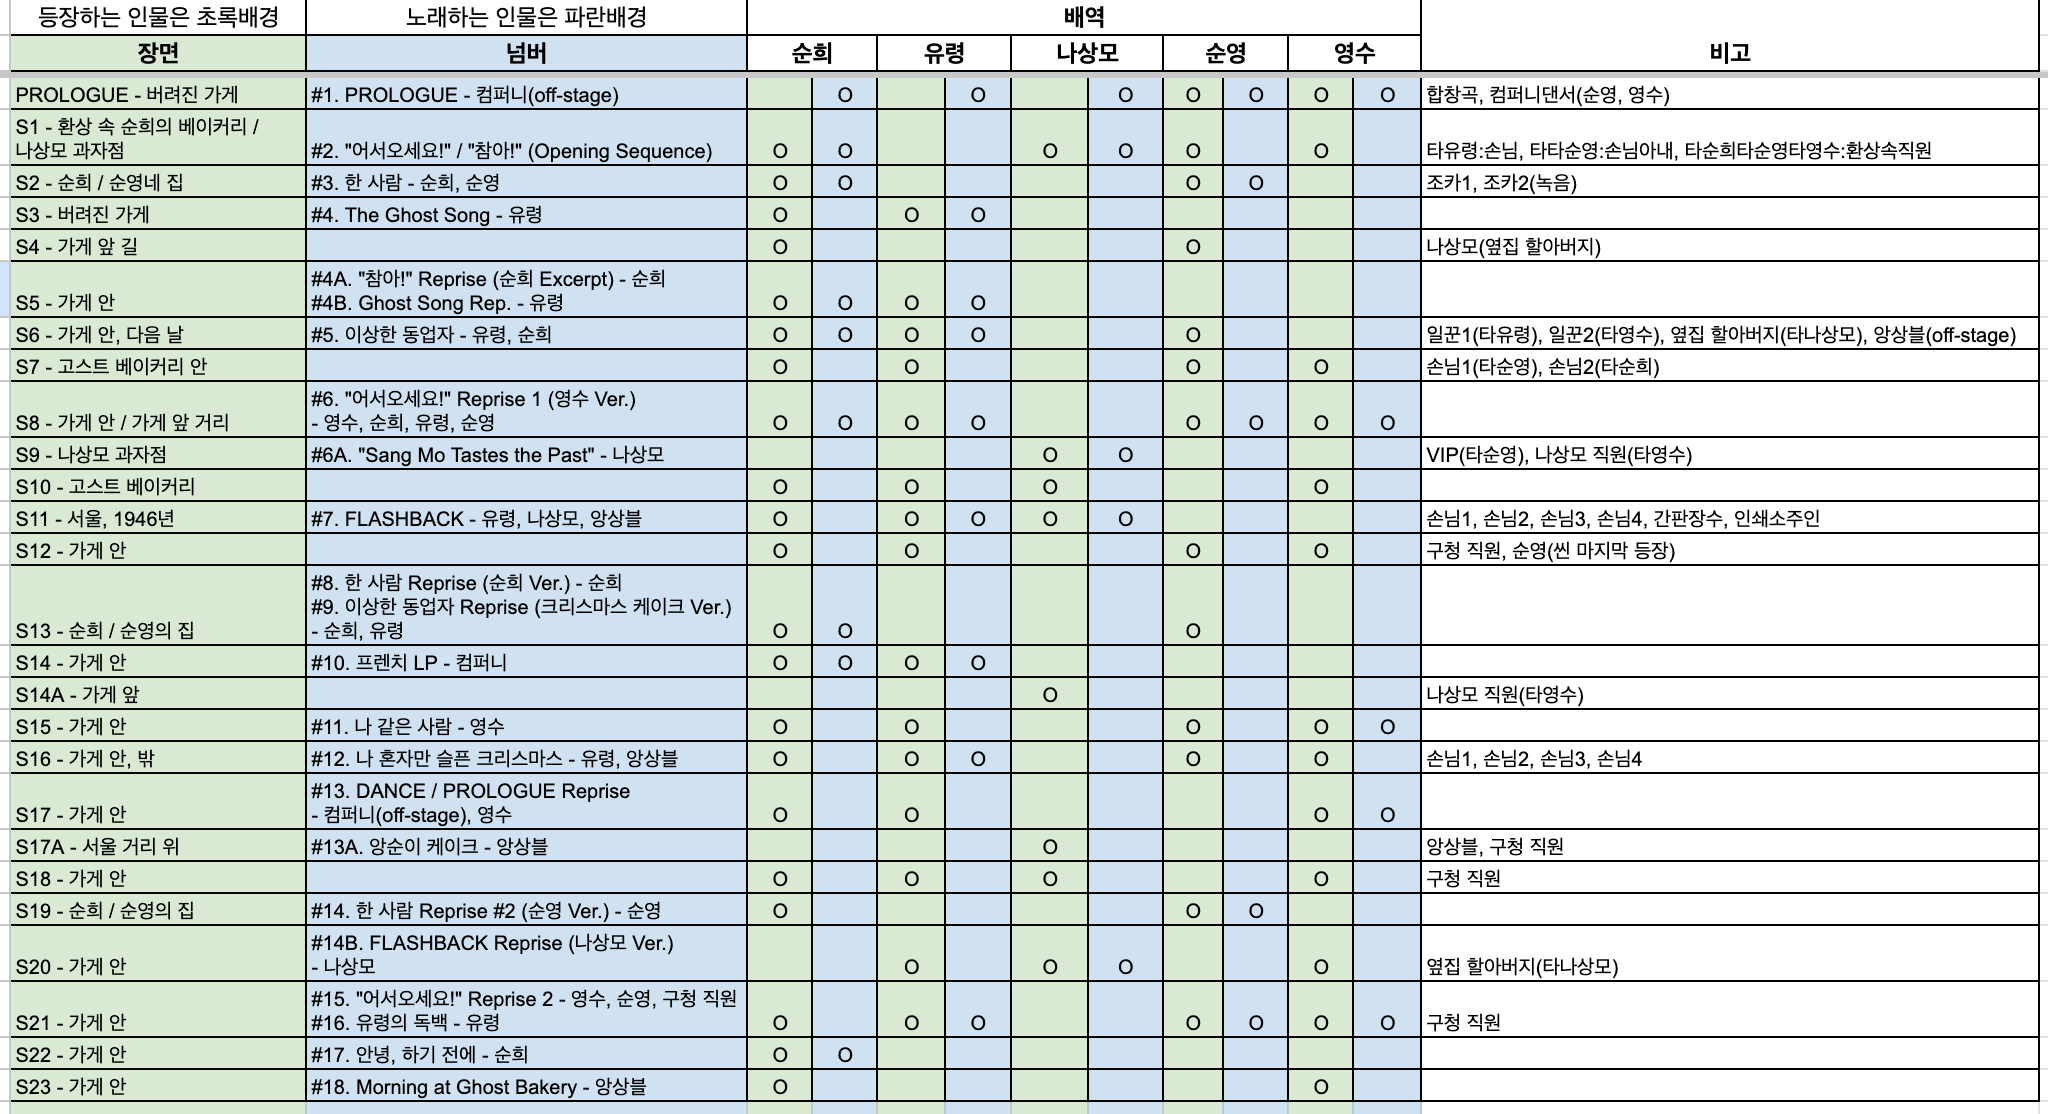 등장하는 인물은 초록배경 노래하는 인물은 파란배경 배역
장면 넘버 순희 유령 나상모 순영 영수 비고
PROLOGUE - 버려진 가게 #1. PROLOGUE - 컴퍼니(off-stage) O O O O O O O 합창곡, 컴퍼니댄서(순영, 영수)
S1 - 환상 속 순희의 베이커리 /
나상모 과자점 #2. "어서오세요!" / "참아!" (Opening Sequence) O O O O O O 타유령:손님, 타타순영:손님아내, 타순희타순영타영수:환상속직원
S2 - 순희 / 순영네 집 #3. 한 사람 - 순희, 순영 O O O O 조카1, 조카2(녹음)
S3 - 버려진 가게 #4. The Ghost Song - 유령 O O O
S4 - 가게 앞 길 O O 나상모(옆집 할아버지)
#4A. "참아!" Reprise (순희 Excerpt) - 순희
S5 - 가게 안 #4B. Ghost Song Rep. - 유령 O O O O
S6 - 가게 안, 다음 날 #5. 이상한 동업자 - 유령, 순희 O O O O O 일꾼1(타유령), 일꾼2(타영수), 옆집 할아버지(타나상모), 앙상블(off-stage)
S7 - 고스트 베이커리 안 O O O O 손님1(타순영), 손님2(타순희)
#6. "어서오세요!" Reprise 1 (영수 Ver.)
S8 - 가게 안 / 가게 앞 거리 - 영수, 순희, 유령, 순영 O O O O O O O O
S9 - 나상모 과자점 #6A. "Sang Mo Tastes the Past" - 나상모 O O VIP(타순영), 나상모 직원(타영수)
S10 - 고스트 베이커리 O O O O
S11 - 서울, 1946년 #7. FLASHBACK - 유령, 나상모, 앙상블 O O O O O 손님1, 손님2, 손님3, 손님4, 간판장수, 인쇄소주인
S12 - 가게 안 O O O O 구청 직원, 순영(씬 마지막 등장)
#8. 한 사람 Reprise (순희 Ver.) - 순희
#9. 이상한 동업자 Reprise (크리스마스 케이크 Ver.)
S13 - 순희 / 순영의 집 - 순희, 유령 O O O
S14 - 가게 안 #10. 프렌치 LP - 컴퍼니 O O O O
S14A - 가게 앞 O 나상모 직원(타영수)
S15 - 가게 안 #11. 나 같은 사람 - 영수 O O O O O
S16 - 가게 안, 밖 #12. 나 혼자만 슬픈 크리스마스 - 유령, 앙상블 O O O O O 손님1, 손님2, 손님3, 손님4
#13. DANCE / PROLOGUE Reprise
S17 - 가게 안 - 컴퍼니(off-stage), 영수 O O O O
S17A - 서울 거리 위 #13A. 앙순이 케이크 - 앙상블 O 앙상블, 구청 직원
S18 - 가게 안 O O O O 구청 직원
S19 - 순희 / 순영의 집 #14. 한 사람 Reprise #2 (순영 Ver.) - 순영 O O O
#14B. FLASHBACK Reprise (나상모 Ver.)
S20 - 가게 안 - 나상모 O O O O 옆집 할아버지(타나상모)
#15. "어서오세요!" Reprise 2 - 영수, 순영, 구청 직원
S21 - 가게 안 #16. 유령의 독백 - 유령 O O O O O O O 구청 직원
S22 - 가게 안 #17. 안녕, 하기 전에 - 순희 O O
S23 - 가게 안 #18. Morning at Ghost Bakery - 앙상블 O O